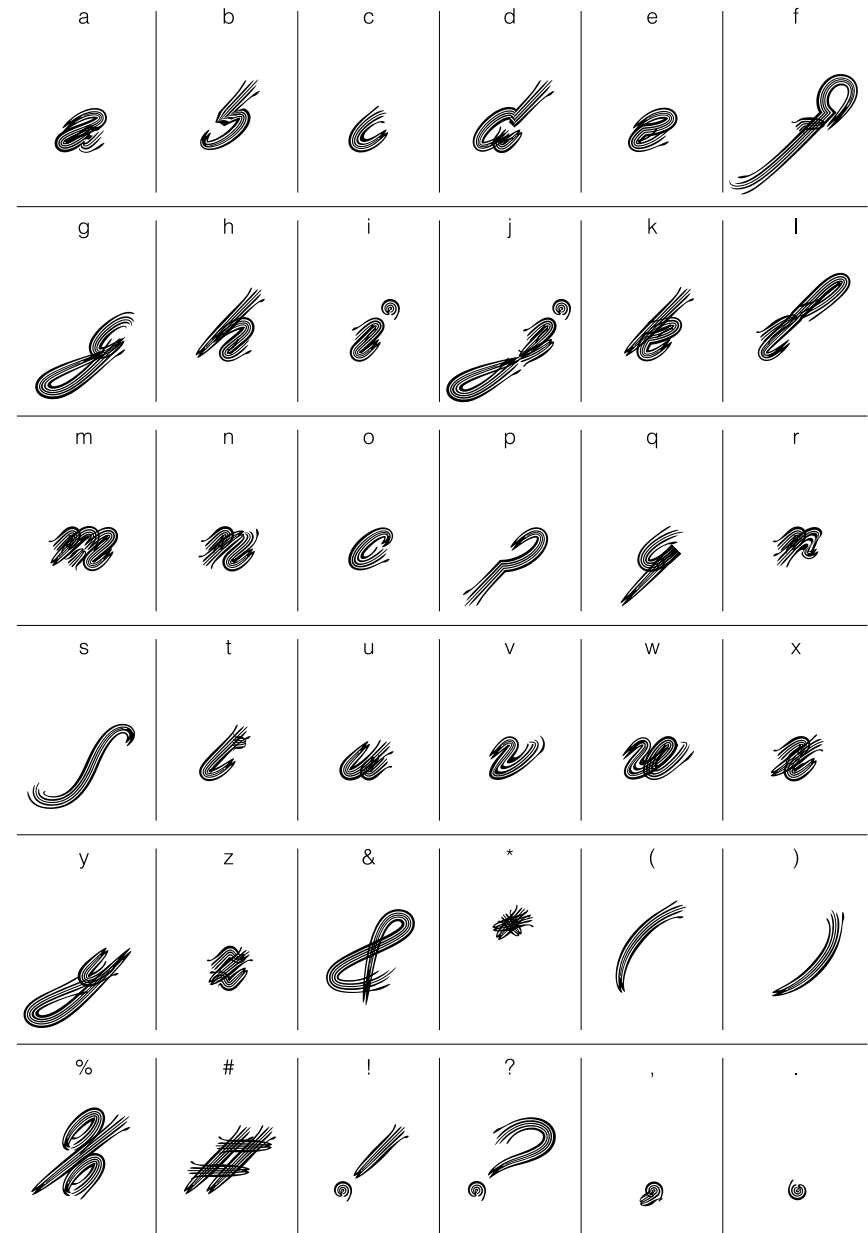 a b c d e f
g h i j k l
m n o p q r
s t u v w x
y z & * ( )
% # ! ? , .